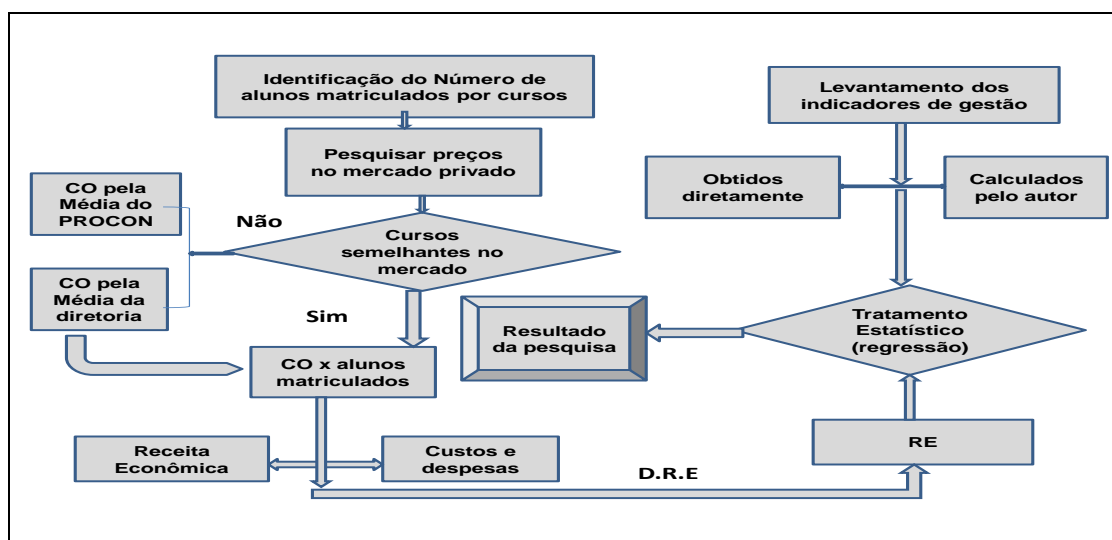 Identificação do Número de
alunos matriculados por cursos
Pesquisar preços
no mercado privado
CO pela
Média do
PROCON
Não
Cursos
semelhantes no
mercado
CO pela
Média da
diretoria
Sim
CO x alunos
matriculados
Receita
Econômica
Custos e
despesas
D.R.E
Levantamento dos
indicadores de gestão
Obtidos
diretamente
Calculados
pelo autor
Tratamento
Estatístico
(regressão)
Resultado
da pesquisa
RE